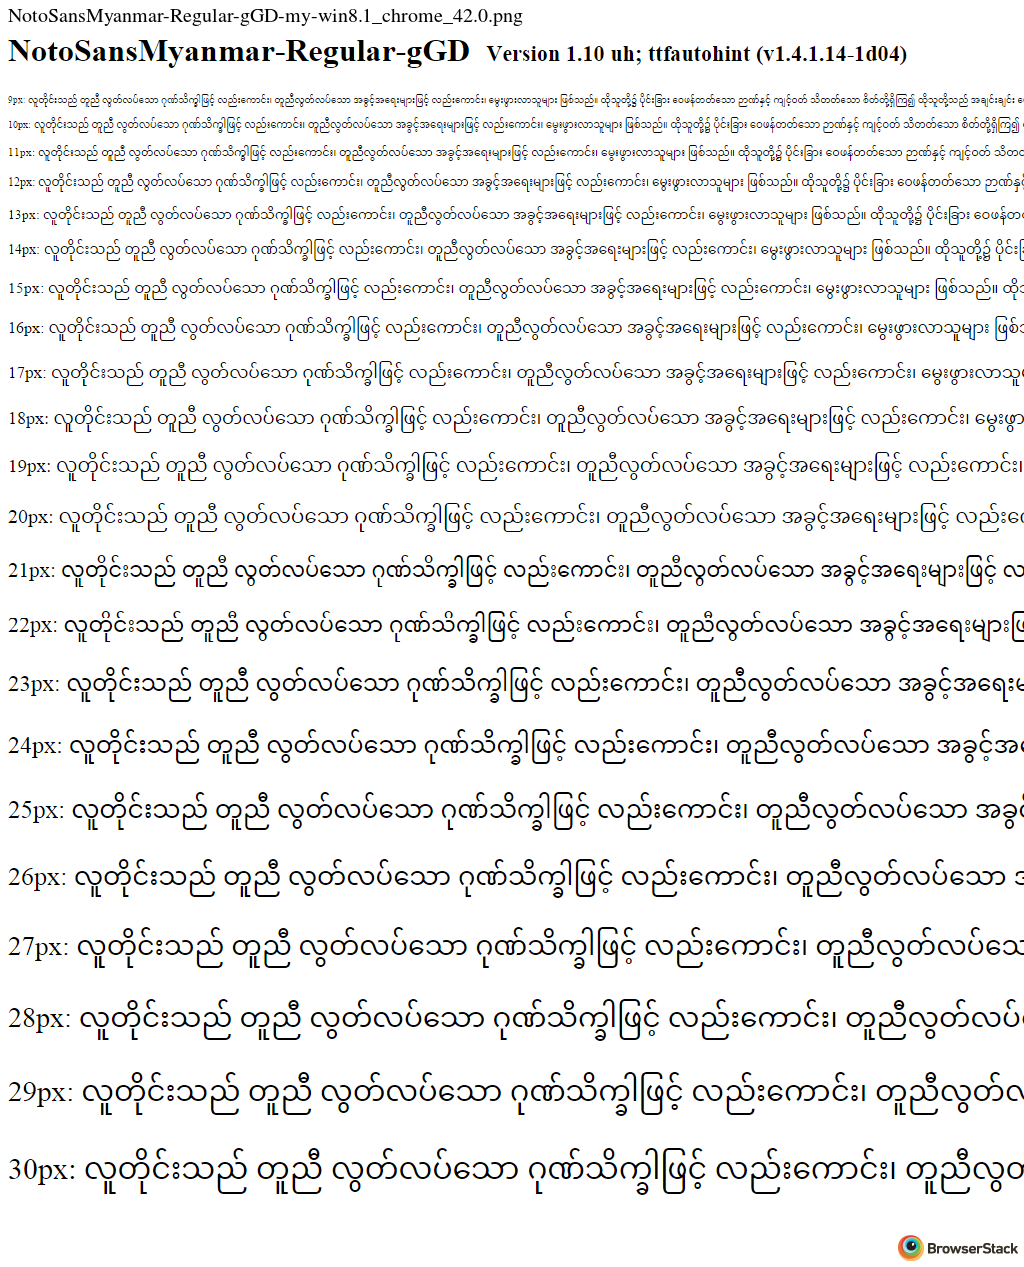 NotoSansMyanmar-Regular-gGD-my-win8.1_chrome_42.0.png
NotoSansMyanmar-Regular-gGD Version 1.10 uh; ttfautohint (v1.4.1.14-1d04)
9px: လူတိုင်းသည် တူညီ လွတ်လပ်သော ဂုဏ်သိက္ခါဖြင့် လည်းကောင်း၊ တူညီလွတ်လပ်သော အခွင့်အရေးများဖြင့် လည်းကောင်း၊ မွေးဖွားလာသူများ ဖြစ်သည်။ ထိုသူတို့၌ ပိုင်းခြား ဝေဖန်တတ်သော ဉာဏ်နှင့် ကျင့်ဝတ် သိတတ်သော စိတ်တို့ရှိကြ၍ ထိုသူတို့သည် အချင်းချင်း
10px: လူတိုင်းသည် တူညီ လွတ်လပ်သော ဂုဏ်သိက္ခါဖြင့် လည်းကောင်း၊ တူညီလွတ်လပ်သော အခွင့်အရေးများဖြင့် လည်းကောင်း၊ မွေးဖွားလာသူများ ဖြစ်သည်။ ထိုသူတို့၌ ပိုင်းခြား ဝေဖန်တတ်သော ဉာဏ်နှင့် ကျင့်ဝတ် သိတတ်သော စိတ်တို့ရှိကြ၍
11px: လူတိုင်းသည် တူညီ လွတ်လပ်သော ဂုဏ်သိက္ခါဖြင့် လည်းကောင်း၊ တူညီလွတ်လပ်သော အခွင့်အရေးများဖြင့် လည်းကောင်း၊ မွေးဖွားလာသူများ ဖြစ်သည်။ ထိုသူတို့၌ ပိုင်းခြား ဝေဖန်တတ်သော ဉာဏ်နှင့် ကျင့်ဝတ် သိတ
12px: လူတိုင်းသည် တူညီ လွတ်လပ်သော ဂုဏ်သိက္ခါဖြင့် လည်းကောင်း၊ တူညီလွတ်လပ်သော အခွင့်အရေးများဖြင့် လည်းကောင်း၊ မွေးဖွားလာသူများ ဖြစ်သည်။ ထိုသူတို့၌ ပိုင်းခြား ဝေဖန်တတ်သော ဉာဏ်နှင့်
13px: လူတိုင်းသည် တူညီ လွတ်လပ်သော ဂုဏ်သိက္ခါဖြင့် လည်းကောင်း၊ တူညီလွတ်လပ်သော အခွင့်အရေးများဖြင့် လည်းကောင်း၊ မွေးဖွားလာသူများ ဖြစ်သည်။ ထိုသူတို့၌ ပိုင်းခြား ဝေဖန်တ
14px: လူတိုင်းသည် တူညီ လွတ်လပ်သော ဂုဏ်သိက္ခါဖြင့် လည်းကောင်း၊ တူညီလွတ်လပ်သော အခွင့်အရေးများဖြင့် လည်းကောင်း၊ မွေးဖွားလာသူများ ဖြစ်သည်။ ထိုသူတို့၌ ပိုင်း
15px: လူတိုင်းသည် တူညီ လွတ်လပ်သော ဂုဏ်သိက္ခါဖြင့် လည်းကောင်း၊ တူညီလွတ်လပ်သော အခွင့်အရေးများဖြင့် လည်းကောင်း၊ မွေးဖွားလာသူများ ဖြစ်သည်။ ထို
16px: လူတိုင်းသည် တူညီ လွတ်လပ်သော ဂုဏ်သိက္ခါဖြင့် လည်းကောင်း၊ တူညီလွတ်လပ်သော အခွင့်အရေးများဖြင့် လည်းကောင်း၊ မွေးဖွားလာသူများ ဖြစ်
17px: လူတိုင်းသည် တူညီ လွတ်လပ်သော ဂုဏ်သိက္ခါဖြင့် လည်းကောင်း၊ တူညီလွတ်လပ်သော အခွင့်အရေးများဖြင့် လည်းကောင်း၊ မွေးဖွားလာသူ
18px: လူတိုင်းသည် တူညီ လွတ်လပ်သော ဂုဏ်သိက္ခါဖြင့် လည်းကောင်း၊ တူညီလွတ်လပ်သော အခွင့်အရေးများဖြင့် လည်းကောင်း၊ မွေးဖွာ
19px: လူတိုင်းသည် တူညီ လွတ်လပ်သော ဂုဏ်သိက္ခါဖြင့် လည်းကောင်း၊ တူညီလွတ်လပ်သော အခွင့်အရေးများဖြင့် လည်းကောင်း၊
20px: လူတိုင်းသည် တူညီ လွတ်လပ်သော ဂုဏ်သိက္ခါဖြင့် လည်းကောင်း၊ တူညီလွတ်လပ်သော အခွင့်အရေးများဖြင့် လည်း
21px: လူတိုင်းသည် တူညီ လွတ်လပ်သော ဂုဏ်သိက္ခါဖြင့် လည်းကောင်း၊ တူညီလွတ်လပ်သော အခွင့်အရေးများဖြင့် လ
22px: လူတိုင်းသည် တူညီ လွတ်လပ်သော ဂုဏ်သိက္ခါဖြင့် လည်းကောင်း၊ တူညီလွတ်လပ်သော အခွင့်အရေးများဖြ
23px: လူတိုင်းသည် တူညီ လွတ်လပ်သော ဂုဏ်သိက္ခါဖြင့် လည်းကောင်း၊ တူညီလွတ်လပ်သော အခွင့်အရေး
24px: လူတိုင်းသည် တူညီ လွတ်လပ်သော ဂုဏ်သိက္ခါဖြင့် လည်းကောင်း၊ တူညီလွတ်လပ်သော အခွင့်အ
25px: လူတိုင်းသည် တူညီ လွတ်လပ်သော ဂုဏ်သိက္ခါဖြင့် လည်းကောင်း၊ တူညီလွတ်လပ်သော အခွင့်
26px: လူတိုင်းသည် တူညီ လွတ်လပ်သော ဂုဏ်သိက္ခါဖြင့် လည်းကောင်း၊ တူညီလွတ်လပ်သော
27px: လူတိုင်းသည် တူညီ လွတ်လပ်သော ဂုဏ်သိက္ခါဖြင့် လည်းကောင်း၊ တူညီလွတ်လပ်သေ
28px: လူတိုင်းသည် တူညီ လွတ်လပ်သော ဂုဏ်သိက္ခါဖြင့် လည်းကောင်း၊ တူညီလွတ်လပ်
29px: လူတိုင်းသည် တူညီ လွတ်လပ်သော ဂုဏ်သိက္ခါဖြင့် လည်းကောင်း၊ တူညီလွတ်လ
30px: လူတိုင်းသည် တူညီ လွတ်လပ်သော ဂုဏ်သိက္ခါဖြင့် လည်းကောင်း၊ တူညီလွတ
BrowserStack